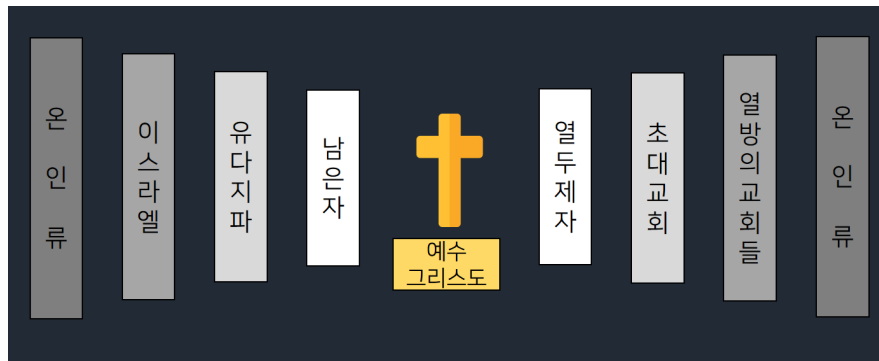 온인류
이스라엘
유다지파
남은자
예수
그리스도
열두제자
초대교회
열방의교회들
온인류